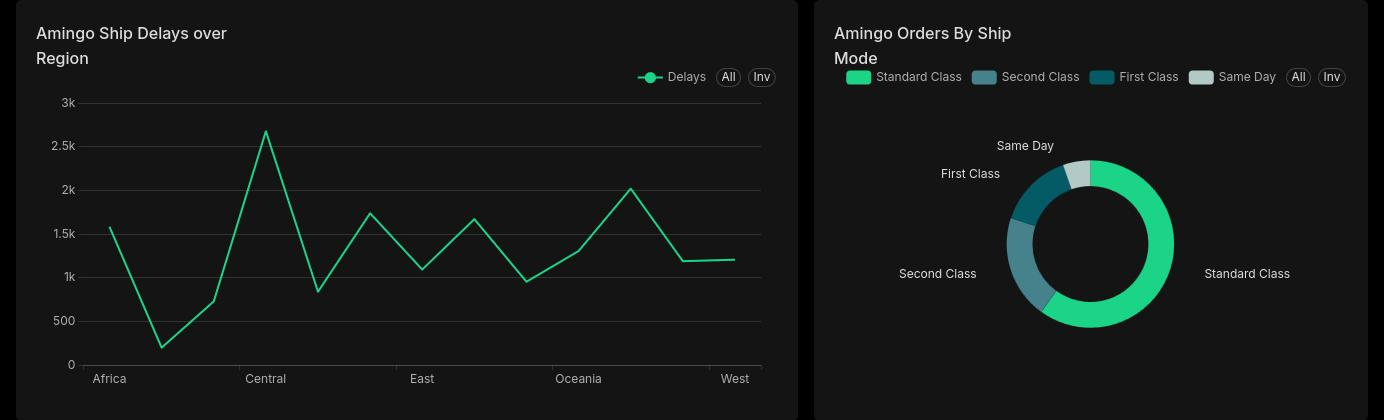 Amingo Ship Delays over
Region
Delays All Inv
3k
2.5k
2k
1.5k
1k
500
0
Africa Central East Oceania West
Amingo Orders By Ship
Mode
Standard Class Second Class First Class Same Day All Inv
Same Day
First Class
Second Class Standard Class